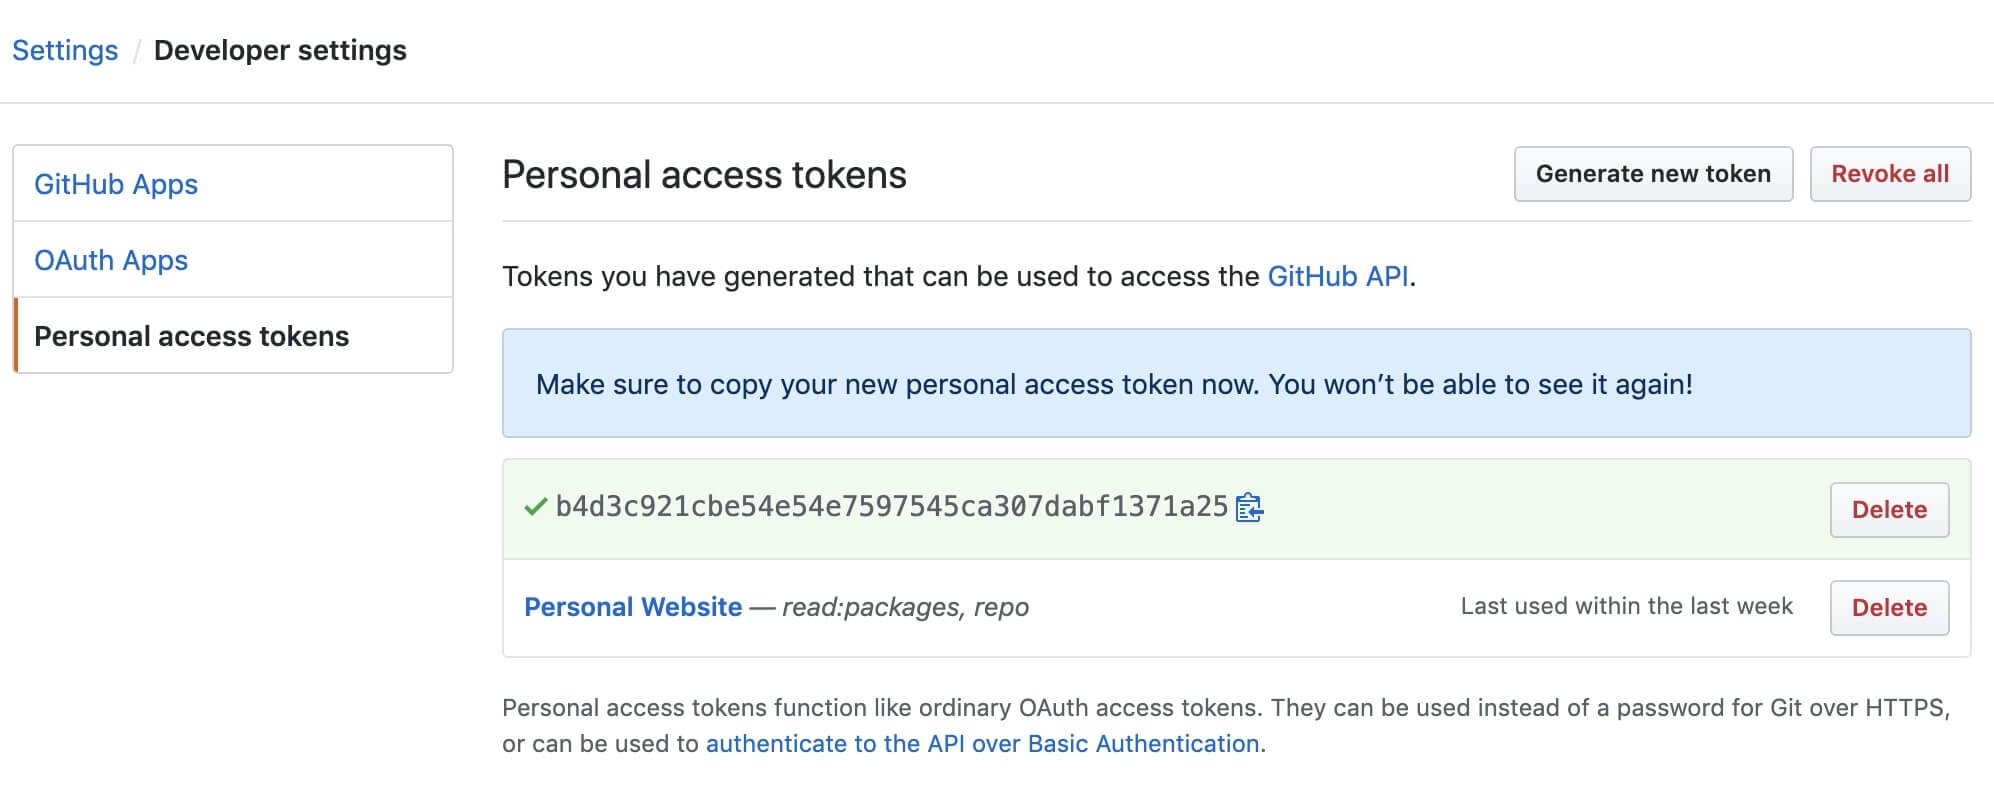 Settings / Developer settings
GitHub Apps
OAuth Apps
Personal access tokens
Personal access tokens
Generate new token
Revoke all
Tokens you have generated that can be used to access the GitHub API.
Make sure to copy your new personal access token now. You won’t be able to see it again!
b4d3c921cbe54e54e7597545ca307dabf1371a25
Delete
Personal Website — read:packages, repo
Last used within the last week
Delete
Personal access tokens function like ordinary OAuth access tokens. They can be used instead of a password for Git over HTTPS,
or can be used to authenticate to the API over Basic Authentication.